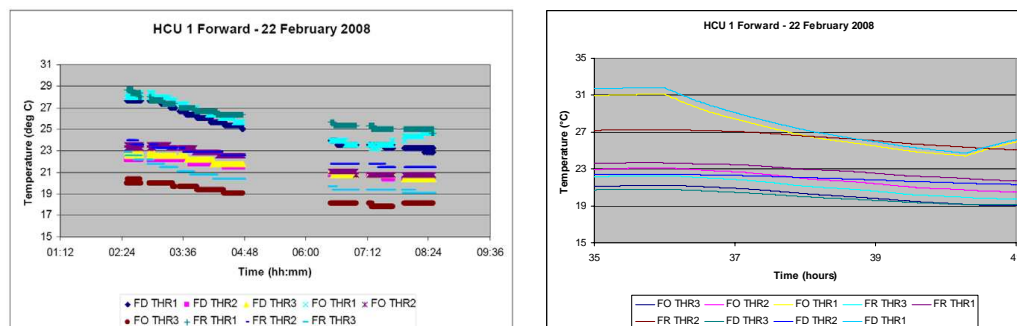 HCU 1 Forward - 22 February 2008
Temperature (deg C)
31
29
27
25
23
21
19
17
15
01:12 02:24 03:36 04:48 06:00 07:12 08:24 09:36
Time (hh:mm)
FD THR1 FD THR2 FD THR3 FO THR1 FO THR2
FO THR3 FR THR1 FR THR2 FR THR3
HCU 1 Forward - 22 February 2008
Temperature (°C)
35
31
27
23
19
15
35 37 39 41
Time (hours)
FO THR3 FO THR2 FO THR1 FR THR3 FR THR1
FR THR2 FD THR3 FD THR2 FD THR1